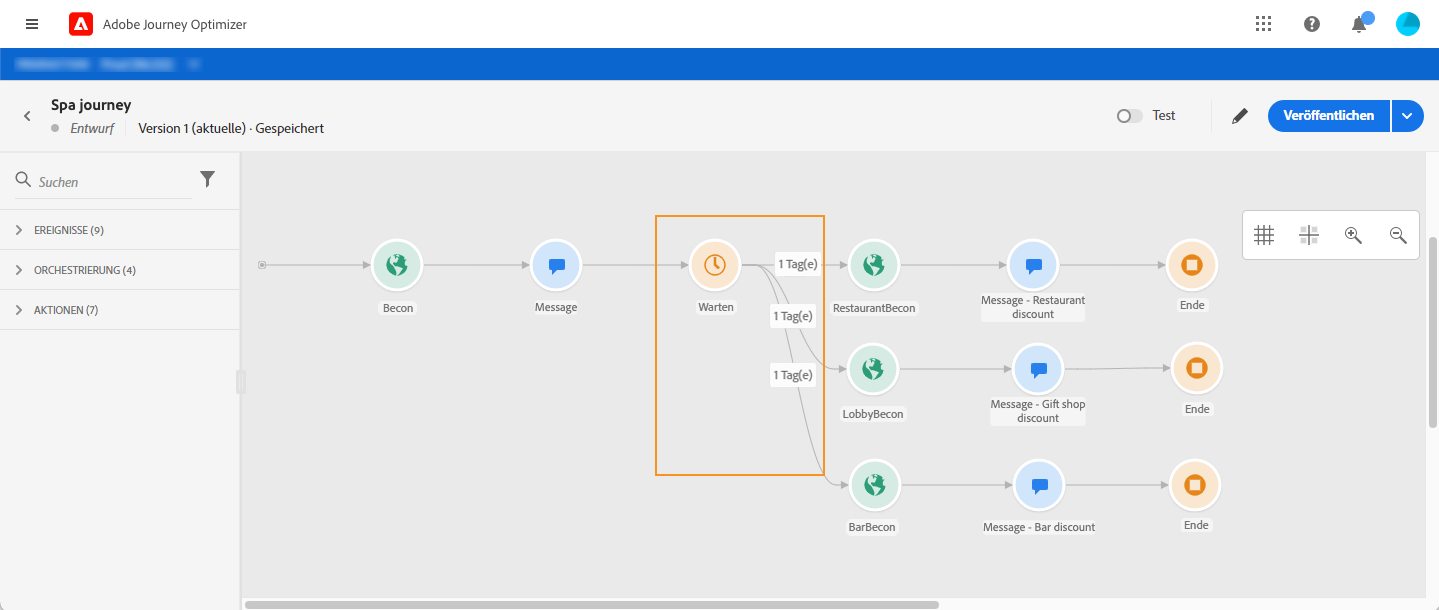 Adobe Journey Optimizer
Spa journey
Entwurf
Version 1 (aktuelle) · Gespeichert
Test
Veröffentlichen
Suchen
EREIGNISSE (9)
ORCHESTRIERUNG (4)
AKTIONEN (7)
Becon
Message
Warten
1 Tag(e)
RestaurantBecon
Message - Restaurant
discount
Ende
1 Tag(e)
LobbyBecon
Message - Gift shop
discount
Ende
1 Tag(e)
BarBecon
Message - Bar discount
Ende